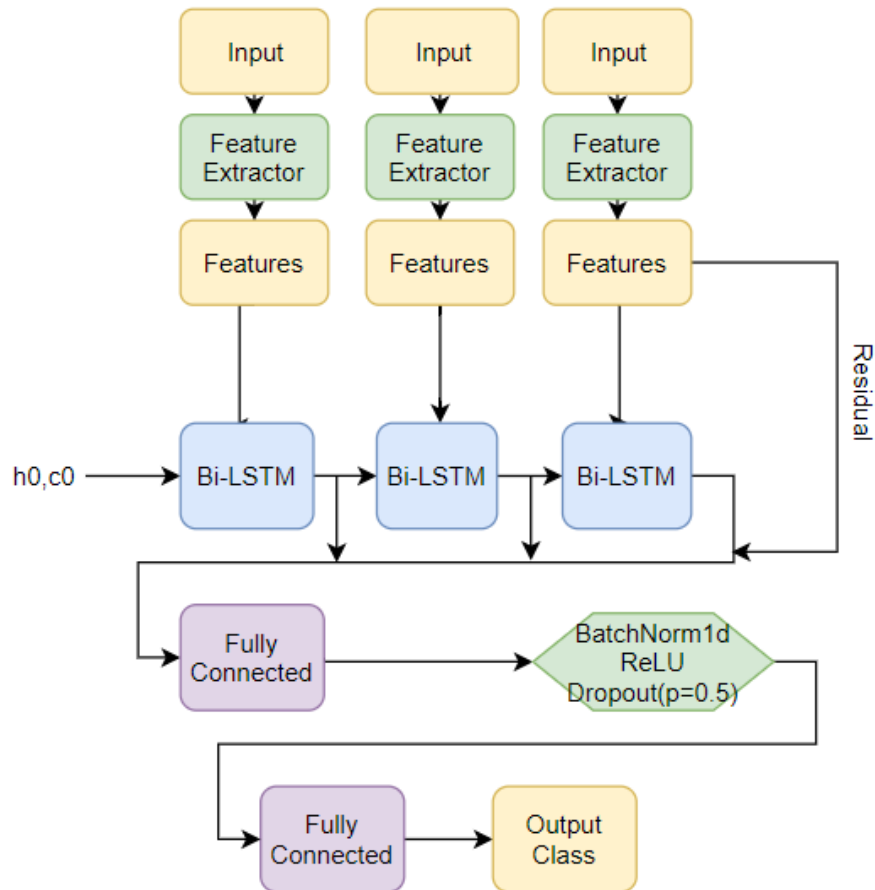 Input
Input
Input
Feature
Extractor
Feature
Extractor
Feature
Extractor
Features
Features
Features
Residual
h0,c0
Bi-LSTM
Bi-LSTM
Bi-LSTM
Fully
Connected
BatchNorm1d
ReLU
Dropout(p=0.5)
Fully
Connected
Output
Class